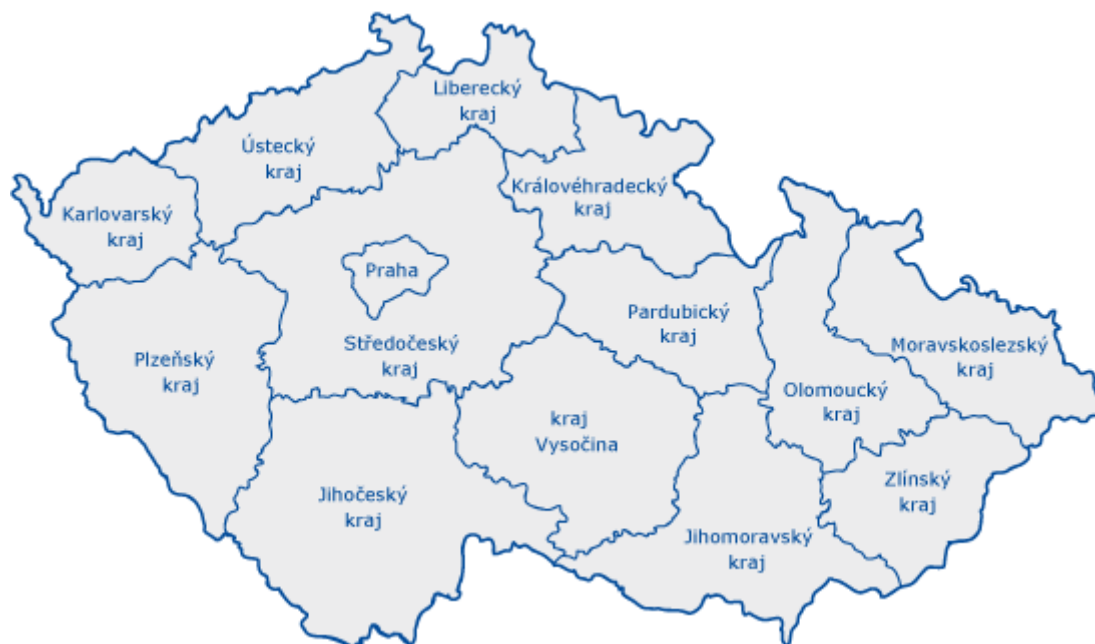 Liberecký
kraj
Ústecký
kraj
Královéhradecký
kraj
Karlovarský
kraj
Praha
Pardubický
kraj
Středočeský
kraj
Moravskoslezský
kraj
Plzeňský
kraj
Olomoucký
kraj
kraj
Vysočina
Zlínský
kraj
Jihočeský
kraj
Jihomoravský
kraj